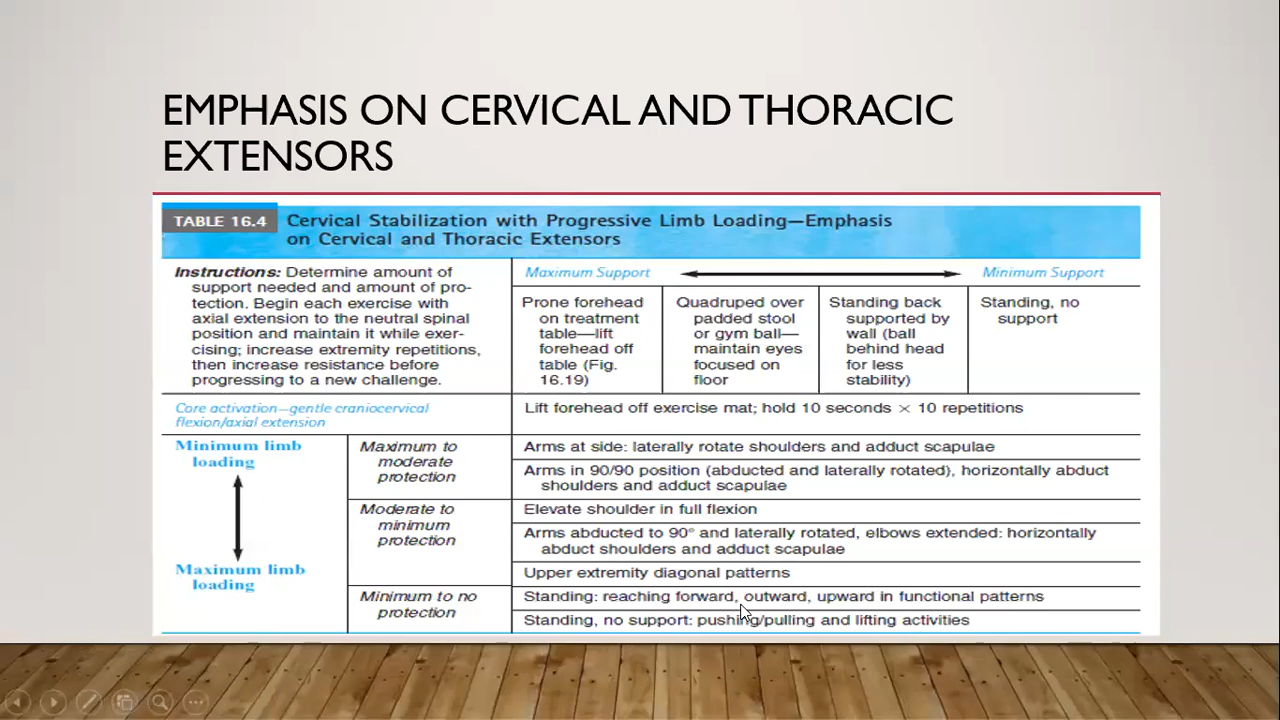 EMPHASIS ON CERVICAL AND THORACIC
EXTENSORS
TABLE 16.4
Cervical Stabilization with Progressive Limb Loading—Emphasis
on Cervical and Thoracic Extensors
Instructions: Determine amount of
support needed and amount of pro-
tection. Begin each exercise with
axial extension to the neutral spinal
position and maintain it while exer-
cising; increase extremity repetitions,
then increase resistance before
progressing to a new challenge.
Maximum Support
Minimum Support
Prone forehead
on treatment
table—lift
forehead off
table (Fig.
16.19)
Quadruped over
padded stool
or gym ball—
maintain eyes
focused on
floor
Standing back
supported by
wall (ball
behind head
for less
stability)
Standing, no
support
Core activation—gentle craniocervical
flexion/axial extension
Lift forehead off exercise mat; hold 10 seconds × 10 repetitions
Minimum limb
loading
Maximum limb
loading
Maximum to
moderate
protection
Arms at side: laterally rotate shoulders and adduct scapulae
Arms in 90/90 position (abducted and laterally rotated), horizontally abduct
shoulders and adduct scapulae
Moderate to
minimum
protection
Elevate shoulder in full flexion
Arms abducted to 90° and laterally rotated, elbows extended: horizontally
abduct shoulders and adduct scapulae
Upper extremity diagonal patterns
Minimum to no
protection
Standing: reaching forward, outward, upward in functional patterns
Standing, no support: pushing/pulling and lifting activities